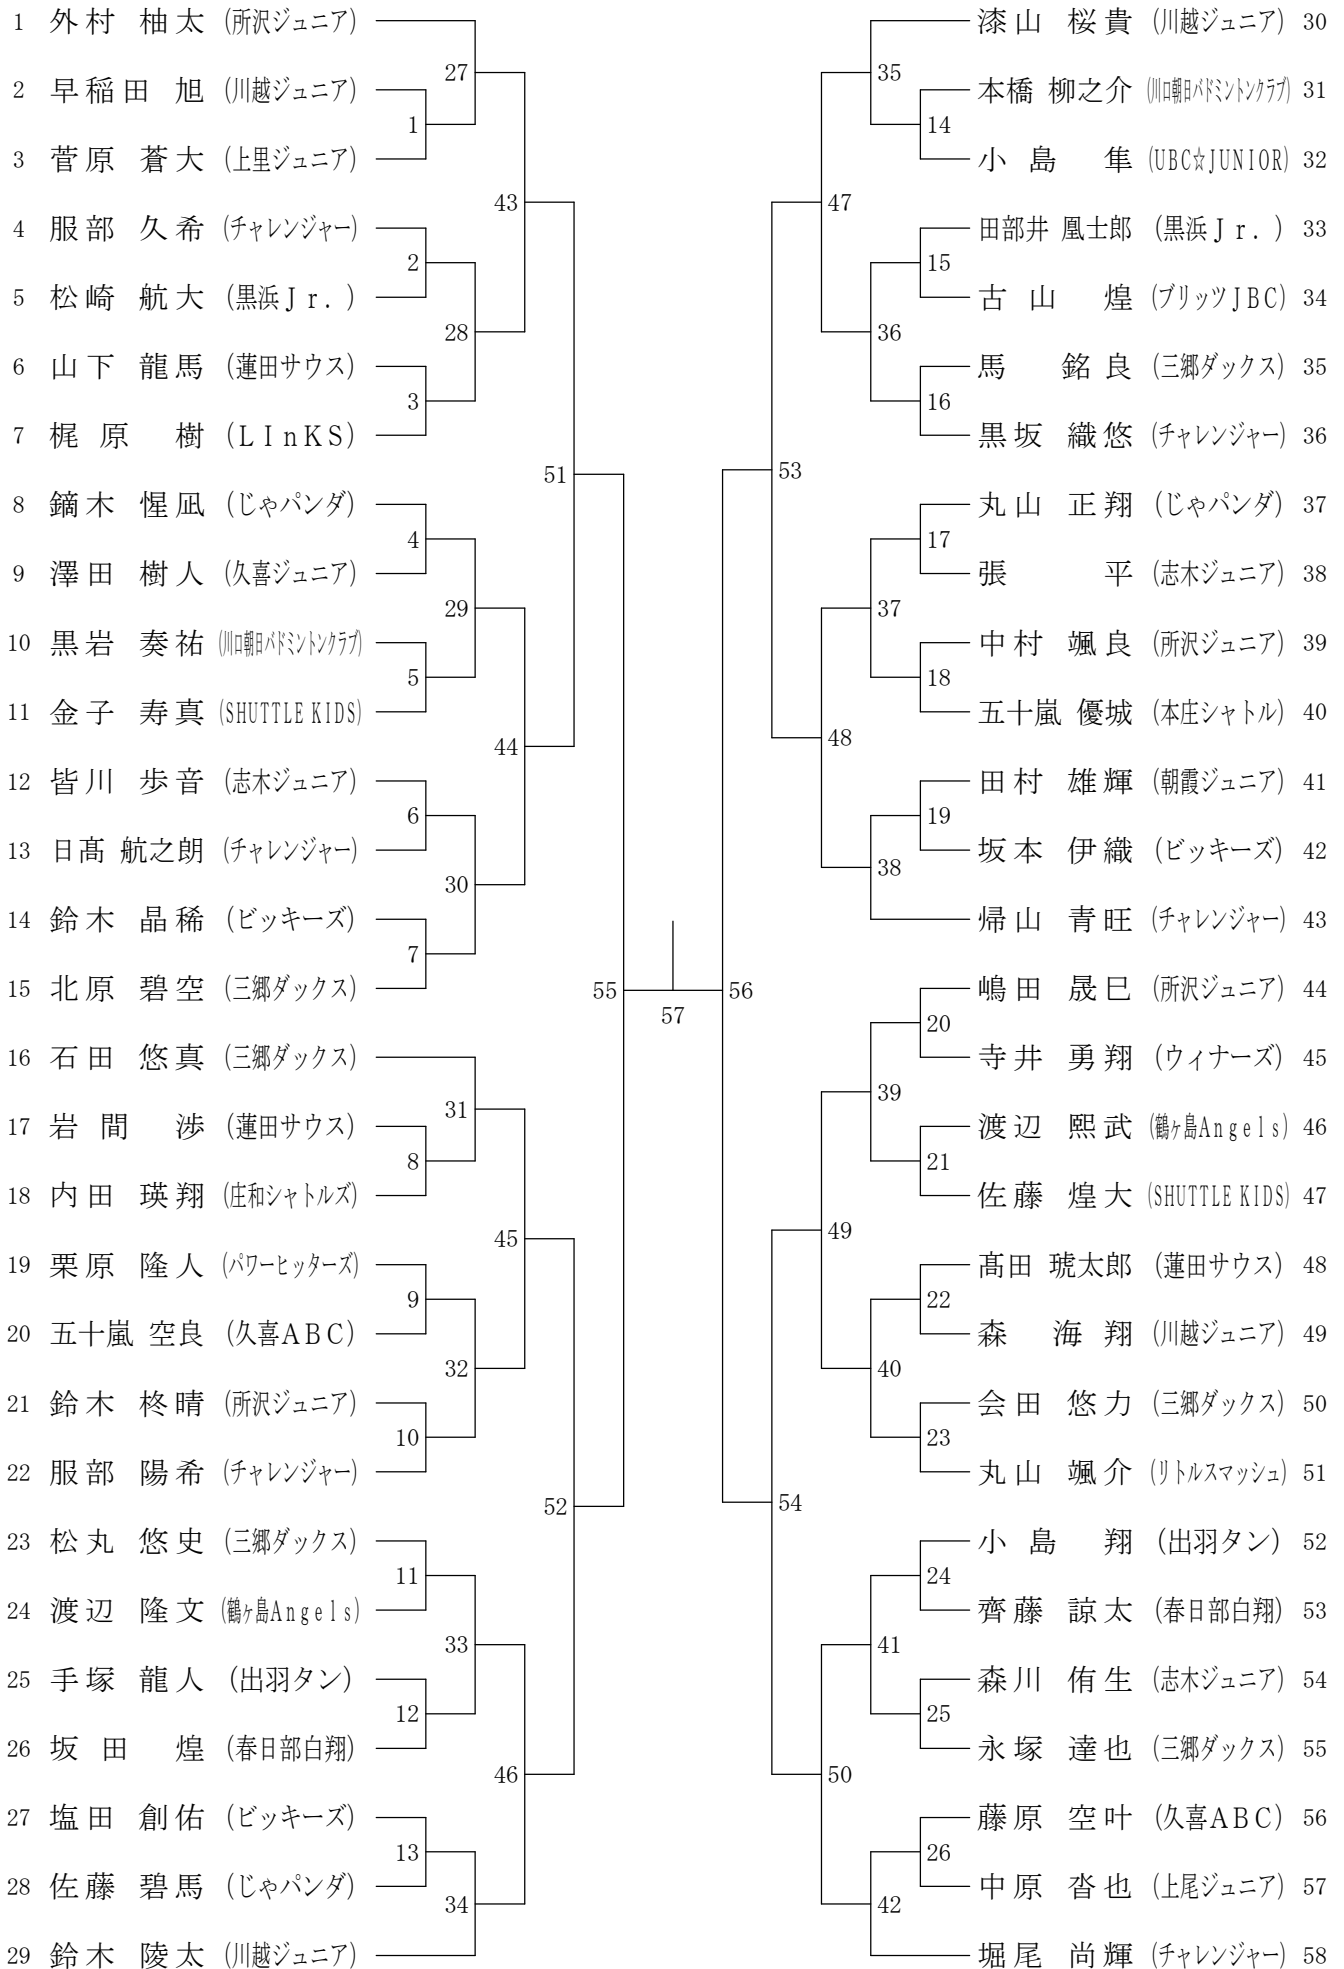 1 外村 柚太 (所沢ジュニア)
2 早稲田 旭 (川越ジュニア)
3 菅原 蒼大 (上里ジュニア)
4 服部 久希 (チャレンジャー)
5 松崎 航大 (黒浜Jr.)
6 山下 龍馬 (蓮田サウス)
7 梶原 樹 (LInKS)
8 鏑木 惺凪 (じゃパンダ)
9 澤田 樹人 (久喜ジュニア)
10 黒岩 奏祐 (川口朝日バドミントンクラブ)
11 金子 寿真 (SHUTTLE KIDS)
12 皆川 歩音 (志木ジュニア)
13 日髙 航之朗 (チャレンジャー)
14 鈴木 晶稀 (ビッキーズ)
15 北原 碧空 (三郷ダックス)
16 石田 悠真 (三郷ダックス)
17 岩間 渉 (蓮田サウス)
18 内田 瑛翔 (庄和シャトルズ)
19 栗原 隆人 (パワーヒッターズ)
20 五十嵐 空良 (久喜ABC)
21 鈴木 柊晴 (所沢ジュニア)
22 服部 陽希 (チャレンジャー)
23 松丸 悠史 (三郷ダックス)
24 渡辺 隆文 (鶴ヶ島Angels)
25 手塚 龍人 (出羽タン)
26 坂田 煌 (春日部白翔)
27 塩田 創佑 (ビッキーズ)
28 佐藤 碧馬 (じゃパンダ)
29 鈴木 陵太 (川越ジュニア)
1
2
3
4
5
6
7
8
9
10
11
12
13
27
28
29
30
31
32
33
34
43
44
45
46
51
52
55
57
56
53
54
47
48
49
50
35
36
37
38
39
40
41
42
14
15
16
17
18
19
20
21
22
23
24
25
26
漆山 桜貴 (川越ジュニア) 30
本橋 柳之介 (川口朝日バドミントンクラブ) 31
小島 隼 (UBC☆JUNIOR) 32
田部井 凰士郎 (黒浜Jr.) 33
古山 煌 (ブリッツJBC) 34
馬 銘良 (三郷ダックス) 35
黒坂 織悠 (チャレンジャー) 36
丸山 正翔 (じゃパンダ) 37
張 平 (志木ジュニア) 38
中村 颯良 (所沢ジュニア) 39
五十嵐 優城 (本庄シャトル) 40
田村 雄輝 (朝霞ジュニア) 41
坂本 伊織 (ビッキーズ) 42
帰山 青旺 (チャレンジャー) 43
嶋田 晟巳 (所沢ジュニア) 44
寺井 勇翔 (ウィナーズ) 45
渡辺 熙武 (鶴ヶ島Angels) 46
佐藤 煌大 (SHUTTLE KIDS) 47
髙田 琥太郎 (蓮田サウス) 48
森 海翔 (川越ジュニア) 49
会田 悠力 (三郷ダックス) 50
丸山 颯介 (リトルスマッシュ) 51
小島 翔 (出羽タン) 52
齊藤 諒太 (春日部白翔) 53
森川 侑生 (志木ジュニア) 54
永塚 達也 (三郷ダックス) 55
藤原 空叶 (久喜ABC) 56
中原 沓也 (上尾ジュニア) 57
堀尾 尚輝 (チャレンジャー) 58